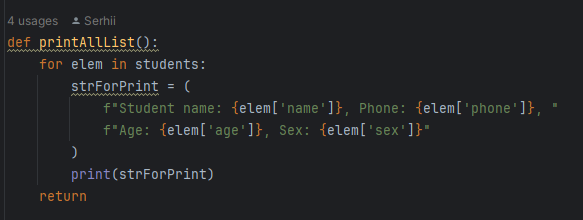 4 usages Serhii
def printAllList():
    for elem in students:
        strForPrint = (
            f"Student name: {elem['name']}, Phone: {elem['phone']}, "
            f"Age: {elem['age']}, Sex: {elem['sex']}"
        )
        print(strForPrint)
    return